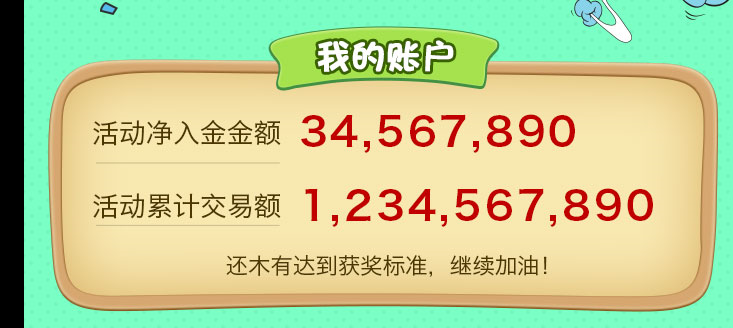 我的账户
活动净入金金额 34,567,890
活动累计交易额 1,234,567,890
还木有达到获奖标准，继续加油！